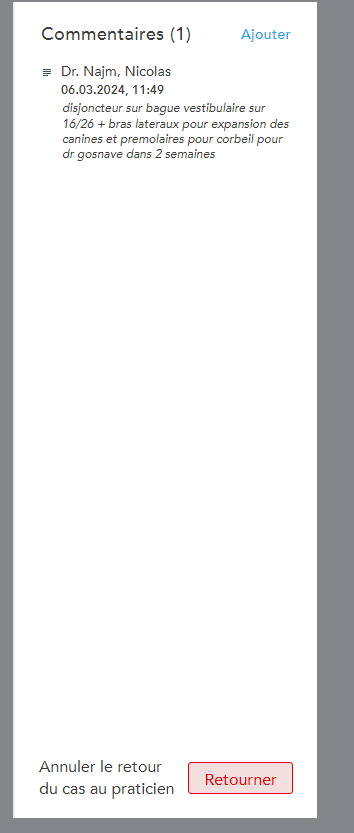 Commentaires (1)
Ajouter
Dr. Najm, Nicolas
06.03.2024, 11:49
disjoncteur sur bague vestibulaire sur
16/26 + bras lateraux pour expansion des
canines et premolaires pour corbeil pour
dr gosnave dans 2 semaines
Annuler le retour
du cas au praticien
Retourner